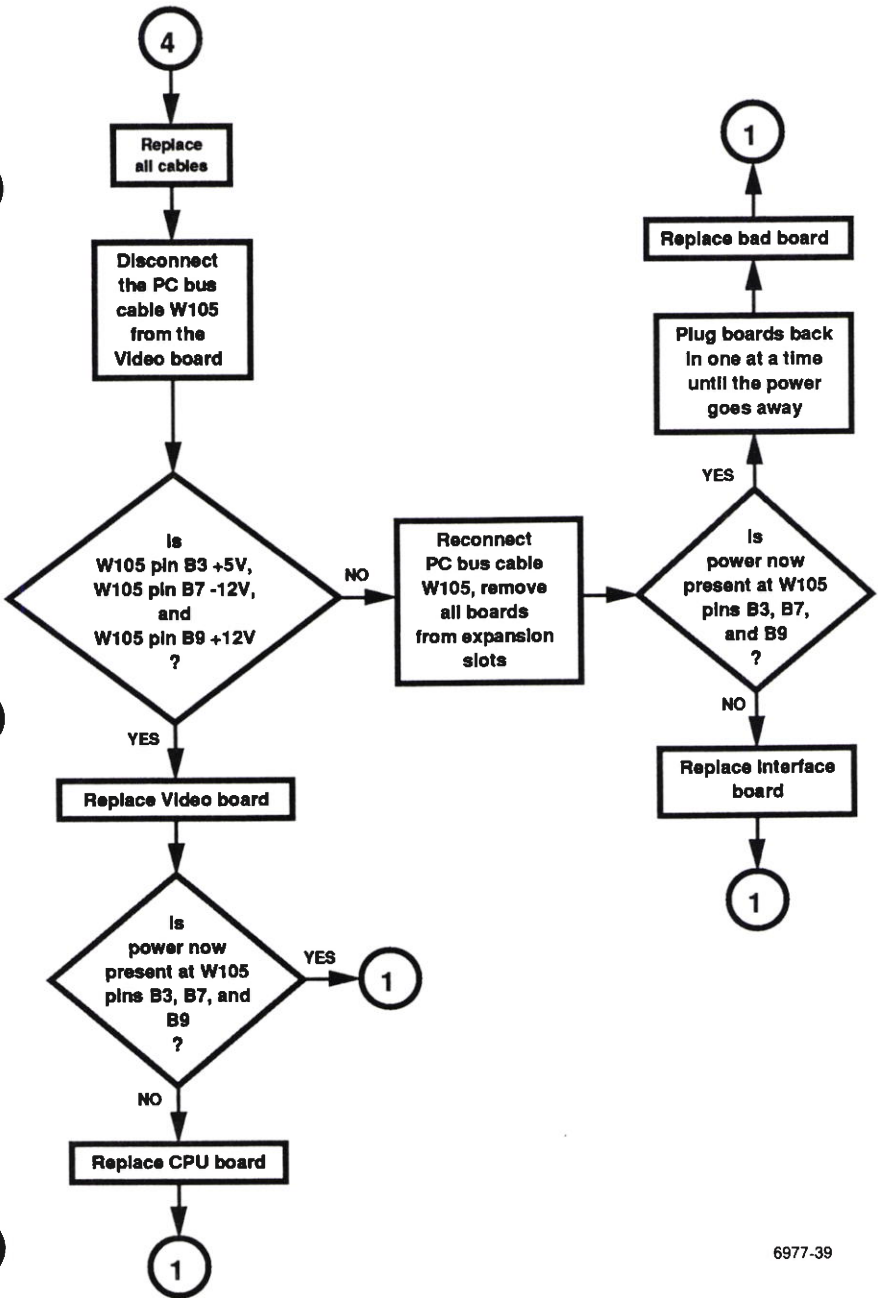 4
Replace
all cables
Disconnect
the PC bus
cable W105
from the
Video board
Is
W105 pin B3 +5V,
W105 pin B7 -12V,
and
W105 pin B9 +12V
?
NO
Reconnect
PC bus cable
W105, remove
all boards
from expansion
slots
Is
power now
present at W105
pins B3, B7,
and B9
?
YES
Plug boards back
in one at a time
until the power
goes away
Replace bad board
1
NO
Replace Interface
board
1
YES
Replace Video board
Is
power now
present at W105
pins B3, B7, and
B9
?
YES
1
NO
Replace CPU board
1
6977-39